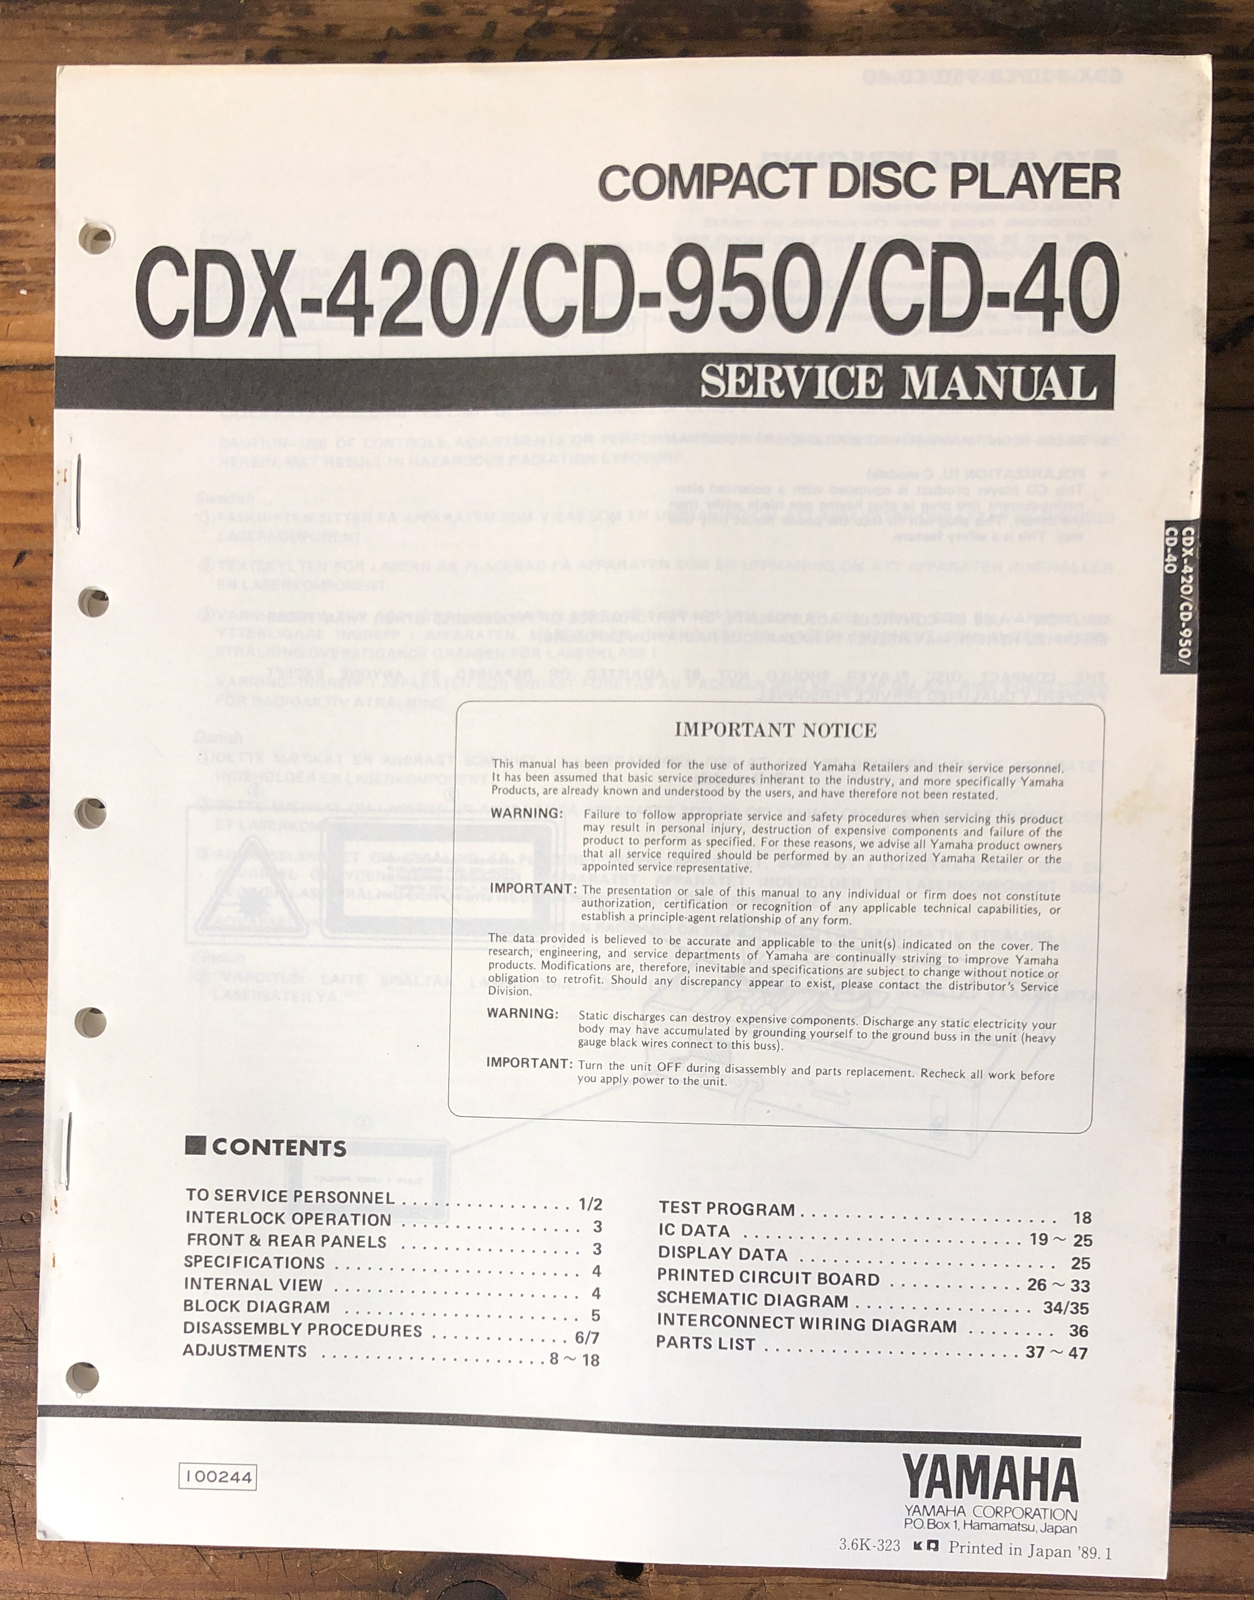 COMPACT DISC PLAYER
CDX-420/CD-950/CD-40
SERVICE MANUAL
CDX-420/CD-950/
CD-40
IMPORTANT NOTICE
This manual has been provided for the use of authorized Yamaha Retailers and their service personnel.
It has been assumed that basic service procedures inherant to the industry, and more specifically Yamaha
Products, are already known and understood by the users, and have therefore not been restated.
WARNING: Failure to follow appropriate service and safety procedures when servicing this product
may result in personal injury, destruction of expensive components and failure of the
product to perform as specified. For these reasons, we advise all Yamaha product owners
that all service required should be performed by an authorized Yamaha Retailer or the
appointed service representative.
IMPORTANT: The presentation or sale of this manual to any individual or firm does not constitute
authorization, certification or recognition of any applicable technical capabilities, or
establish a principle-agent relationship of any form.
The data provided is believed to be accurate and applicable to the unit(s) indicated on the cover. The
research, engineering, and service departments of Yamaha are continually striving to improve Yamaha
products. Modifications are, therefore, inevitable and specifications are subject to change without notice or
obligation to retrofit. Should any discrepancy appear to exist, please contact the distributor's Service
Division.
WARNING: Static discharges can destroy expensive components. Discharge any static electricity your
body may have accumulated by grounding yourself to the ground buss in the unit (heavy
gauge black wires connect to this buss).
IMPORTANT: Turn the unit OFF during disassembly and parts replacement. Recheck all work before
you apply power to the unit.
■ CONTENTS
TO SERVICE PERSONNEL . . . . . . . . . . . . . . . . 1/2
INTERLOCK OPERATION . . . . . . . . . . . . . . . . . . 3
FRONT & REAR PANELS . . . . . . . . . . . . . . . . . . 3
SPECIFICATIONS . . . . . . . . . . . . . . . . . . . . . . . . 4
INTERNAL VIEW . . . . . . . . . . . . . . . . . . . . . . . . 4
BLOCK DIAGRAM . . . . . . . . . . . . . . . . . . . . . . . 5
DISASSEMBLY PROCEDURES . . . . . . . . . . . . . 6/7
ADJUSTMENTS . . . . . . . . . . . . . . . . . . . . . . . 8 ~ 18
TEST PROGRAM . . . . . . . . . . . . . . . . . . . . . . . . 18
IC DATA . . . . . . . . . . . . . . . . . . . . . . . . . . 19 ~ 25
DISPLAY DATA . . . . . . . . . . . . . . . . . . . . . . . . 25
PRINTED CIRCUIT BOARD . . . . . . . . . . . . 26 ~ 33
SCHEMATIC DIAGRAM . . . . . . . . . . . . . . . . 34/35
INTERCONNECT WIRING DIAGRAM . . . . . . . . 36
PARTS LIST . . . . . . . . . . . . . . . . . . . . . . . 37 ~ 47
100244
YAMAHA
YAMAHA CORPORATION
P.O.Box 1, Hamamatsu, Japan
3.6K-323 Printed in Japan '89.1